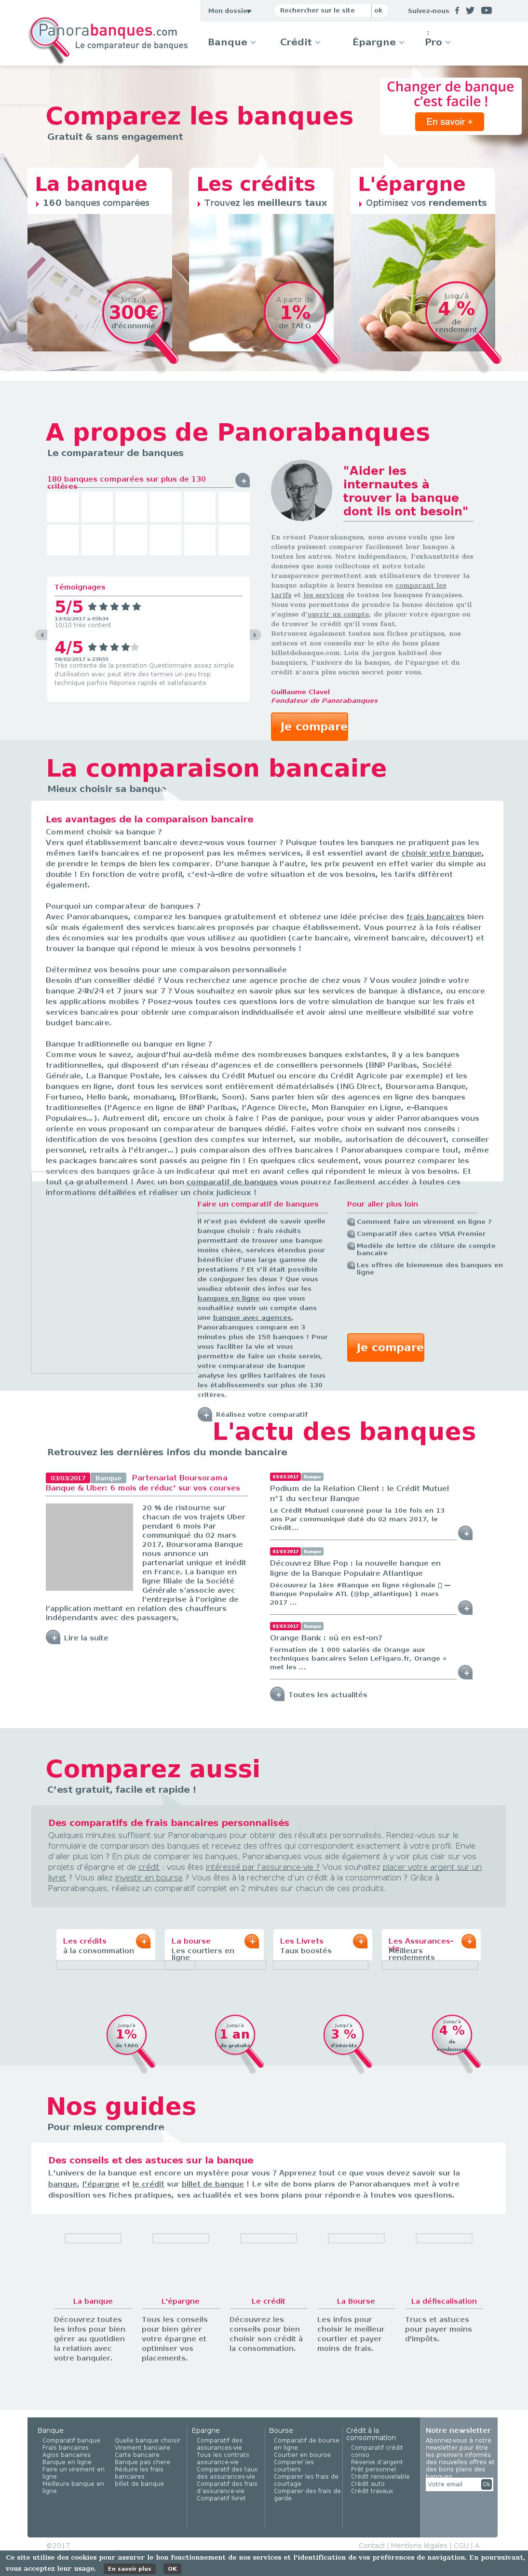 Mon dossier
Rechercher sur le site
ok
Suivez-nous
Panorabanques.com
Le comparateur de banques
Banque
Crédit
Épargne
Pro
Changer de banque
c'est facile !
En savoir +
Comparez les banques
Gratuit & sans engagement
La banque
160 banques comparées
Jusqu'à
300€
d'économie
Les crédits
Trouvez les meilleurs taux
A partir de
1%
de TAEG
L'épargne
Optimisez vos rendements
Jusqu'à
4 %
de
rendement
A propos de Panorabanques
Le comparateur de banques
180 banques comparées sur plus de 130
critères
Témoignages
5/5
13/02/2017 à 05h34
10/10 très content
4/5
08/02/2017 à 23h55
Très contente de la prestation Questionnaire assez simple
d'utilisation avec peut être des termes un peu trop
technique parfois Réponse rapide et satisfaisante
"Aider les
internautes à
trouver la banque
dont ils ont besoin"
En créant Panorabanques, nous avons voulu que les
clients puissent comparer facilement leur banque à
toutes les autres. Notre indépendance, l'exhaustivité des
données que nous collectons et notre totale
transparence permettent aux utilisateurs de trouver la
banque adaptée à leurs besoins en comparant les
tarifs et les services de toutes les banques françaises.
Nous vous permettons de prendre la bonne décision qu'il
s'agisse d'ouvrir un compte, de placer votre épargne ou
de trouver le crédit qu'il vous faut.
Retrouvez également toutes nos fiches pratiques, nos
astuces et nos conseils sur le site de bons plans
billetdebanque.com. Loin du jargon habituel des
banquiers, l'univers de la banque, de l'épargne et du
crédit n'aura plus aucun secret pour vous.
Guillaume Clavel
Fondateur de Panorabanques
Je compare
La comparaison bancaire
Mieux choisir sa banque
Les avantages de la comparaison bancaire
Comment choisir sa banque ?
Vers quel établissement bancaire devez-vous vous tourner ? Puisque toutes les banques ne pratiquent pas les
mêmes tarifs bancaires et ne proposent pas les mêmes services, il est essentiel avant de choisir votre banque,
de prendre le temps de les comparer. D'une banque à l'autre, les prix peuvent en effet varier du simple au
double ! En fonction de votre profil, c'est-à-dire de votre situation et de vos besoins, les tarifs diffèrent
également.
Pourquoi un comparateur de banques ?
Avec Panorabanques, comparez les banques gratuitement et obtenez une idée précise des frais bancaires bien
sûr mais également des services bancaires proposés par chaque établissement. Vous pourrez à la fois réaliser
des économies sur les produits que vous utilisez au quotidien (carte bancaire, virement bancaire, découvert) et
trouver la banque qui répond le mieux à vos besoins personnels !
Déterminez vos besoins pour une comparaison personnalisée
Besoin d'un conseiller dédié ? Vous recherchez une agence proche de chez vous ? Vous voulez joindre votre
banque 24h/24 et 7 jours sur 7 ? Vous souhaitez en savoir plus sur les services de banque à distance, ou encore
les applications mobiles ? Posez-vous toutes ces questions lors de votre simulation de banque sur les frais et
services bancaires pour obtenir une comparaison individualisée et avoir ainsi une meilleure visibilité sur votre
budget bancaire.
Banque traditionnelle ou banque en ligne ?
Comme vous le savez, aujourd'hui au-delà même des nombreuses banques existantes, il y a les banques
traditionnelles, qui disposent d'un réseau d'agences et de conseillers personnels (BNP Paribas, Société
Générale, La Banque Postale, les caisses du Crédit Mutuel ou encore du Crédit Agricole par exemple) et les
banques en ligne, dont tous les services sont entièrement dématérialisés (ING Direct, Boursorama Banque,
Fortuneo, Hello bank, monabanq, BforBank, Soon). Sans parler bien sûr des agences en ligne des banques
traditionnelles (l'Agence en ligne de BNP Paribas, l'Agence Directe, Mon Banquier en Ligne, e-Banques
Populaires...). Autrement dit, encore un choix à faire ! Pas de panique, pour vous y aider Panorabanques vous
oriente en vous proposant un comparateur de banques dédié. Faites votre choix en suivant nos conseils :
identification de vos besoins (gestion des comptes sur internet, sur mobile, autorisation de découvert, conseiller
personnel, retraits à l'étranger...) puis comparaison des offres bancaires ! Panorabanques compare tout, même
les packages bancaires sont passés au peigne fin ! En quelques clics seulement, vous pourrez comparer les
services des banques grâce à un indicateur qui met en avant celles qui répondent le mieux à vos besoins. Et
tout ça gratuitement ! Avec un bon comparatif de banques vous pourrez facilement accéder à toutes ces
informations détaillées et réaliser un choix judicieux !
Faire un comparatif de banques
Il n'est pas évident de savoir quelle
banque choisir : frais réduits
permettant de trouver une banque
moins chère, services étendus pour
bénéficier d'une large gamme de
prestations ? Et s'il était possible
de conjuguer les deux ? Que vous
vouliez obtenir des infos sur les
banques en ligne ou que vous
souhaitiez ouvrir un compte dans
une banque avec agences,
Panorabanques compare en 3
minutes plus de 150 banques ! Pour
vous faciliter la vie et vous
permettre de faire un choix serein,
votre comparateur de banque
analyse les grilles tarifaires de tous
les établissements sur plus de 130
critères.
Réalisez votre comparatif
Pour aller plus loin
Comment faire un virement en ligne ?
Comparatif des cartes VISA Premier
Modèle de lettre de clôture de compte
bancaire
Les offres de bienvenue des banques en
ligne
Je compare
L'actu des banques
Retrouvez les dernières infos du monde bancaire
03/03/2017 Banque Partenariat Boursorama
Banque & Uber: 6 mois de réduc' sur vos courses
20 % de ristourne sur
chacun de vos trajets Uber
pendant 6 mois Par
communiqué du 02 mars
2017, Boursorama Banque
nous annonce un
partenariat unique et inédit
en France. La banque en
ligne filiale de la Société
Générale s'associe avec
l'entreprise à l'origine de
l'application mettant en relation des chauffeurs
indépendants avec des passagers,
Lire la suite
03/03/2017 Banque
Podium de la Relation Client : le Crédit Mutuel
n°1 du secteur Banque
Le Crédit Mutuel couronné pour la 10e fois en 13
ans Par communiqué daté du 02 mars 2017, le
Crédit...
03/03/2017 Banque
Découvrez Blue Pop : la nouvelle banque en
ligne de la Banque Populaire Atlantique
Découvrez la 1ère #Banque en ligne régionale —
Banque Populaire ATL (@bp_atlantique) 1 mars
2017 ...
03/03/2017 Banque
Orange Bank : où en est-on?
Formation de 1 000 salariés de Orange aux
techniques bancaires Selon LeFigaro.fr, Orange «
met les ...
Toutes les actualités
Comparez aussi
C'est gratuit, facile et rapide !
Des comparatifs de frais bancaires personnalisés
Quelques minutes suffisent sur Panorabanques pour obtenir des résultats personnalisés. Rendez-vous sur le
formulaire de comparaison des banques et recevez des offres qui correspondent exactement à votre profil. Envie
d'aller plus loin ? En plus de comparer les banques, Panorabanques vous aide également à y voir plus clair sur vos
projets d'épargne et de crédit : vous êtes intéressé par l'assurance-vie ? Vous souhaitez placer votre argent sur un
livret ? Vous allez investir en bourse ? Vous êtes à la recherche d'un crédit à la consommation ? Grâce à
Panorabanques, réalisez un comparatif complet en 2 minutes sur chacun de ces produits.
Les crédits
à la consommation
La bourse
Les courtiers en
ligne
Les Livrets
Taux boostés
Les Assurances-
vie
Meilleurs
rendements
Jusqu'à
1%
de TAEG
Jusqu'à
1 an
de gratuité
Jusqu'à
3 %
d'intérêts
Jusqu'à
4 %
de
rendement
Nos guides
Pour mieux comprendre
Des conseils et des astuces sur la banque
L'univers de la banque est encore un mystère pour vous ? Apprenez tout ce que vous devez savoir sur la
banque, l'épargne et le crédit sur billet de banque ! Le site de bons plans de Panorabanques met à votre
disposition ses fiches pratiques, ses actualités et ses bons plans pour répondre à toutes vos questions.
La banque
Découvrez toutes
les infos pour bien
gérer au quotidien
la relation avec
votre banquier.
L'épargne
Tous les conseils
pour bien gérer
votre épargne et
optimiser vos
placements.
Le crédit
Découvrez les
conseils pour bien
choisir son crédit à
la consommation.
La Bourse
Les infos pour
choisir le meilleur
courtier et payer
moins de frais.
La défiscalisation
Trucs et astuces
pour payer moins
d'impôts.
Banque
Comparatif banque
Frais bancaires
Agios bancaires
Banque en ligne
Faire un virement en
ligne
Meilleure banque en
ligne
Quelle banque choisir
Virement bancaire
Carte bancaire
Banque pas chere
Réduire les frais
bancaires
billet de banque
Epargne
Comparatif des
assurances-vie
Tous les contrats
assurance-vie
Comparatif des taux
des assurances-vie
Comparatif des frais
d'assurance-vie
Comparatif livret
Bourse
Comparatif de bourse
en ligne
Courtier en bourse
Comparer les
courtiers
Comparer les frais de
courtage
Comparer des frais de
garde
Crédit à la
consommation
Comparatif crédit
conso
Réserve d'argent
Prêt personnel
Crédit renouvelable
Crédit auto
Crédit travaux
Notre newsletter
Abonnez-vous à notre
newsletter pour être
les premiers informés
des nouvelles offres et
des bons plans des
banques
Votre email
Ok
©2017
Contact | Mentions légales | CGU | A
Ce site utilise des cookies pour assurer le bon fonctionnement de nos services et l'identification de vos préférences de navigation. En poursuivant,
vous acceptez leur usage. En savoir plus OK